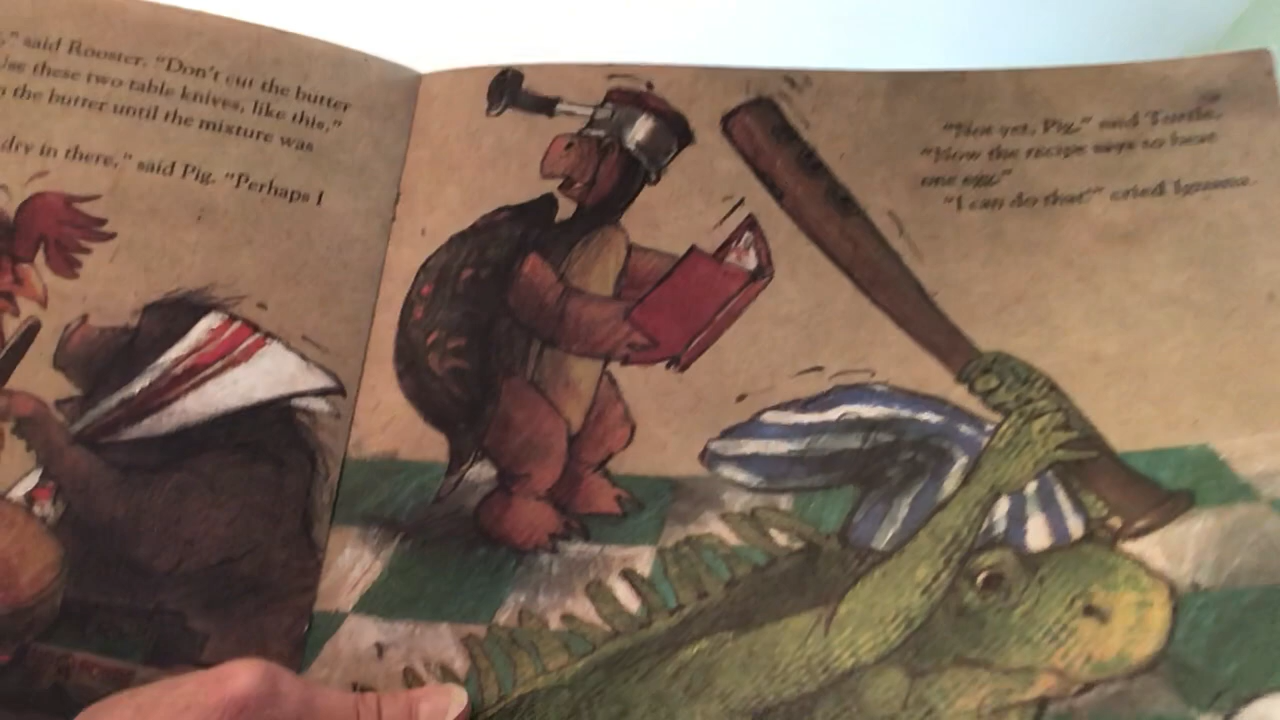 ," said Rooster. "Don't cut the butter
Use these two table knives, like this,"
the butter until the mixture was
dry in there," said Pig. "Perhaps I
"Not yet, Pig," said Turtle.
"Now the recipe says to beat
one egg."
"I can do that!" cried Iguana.